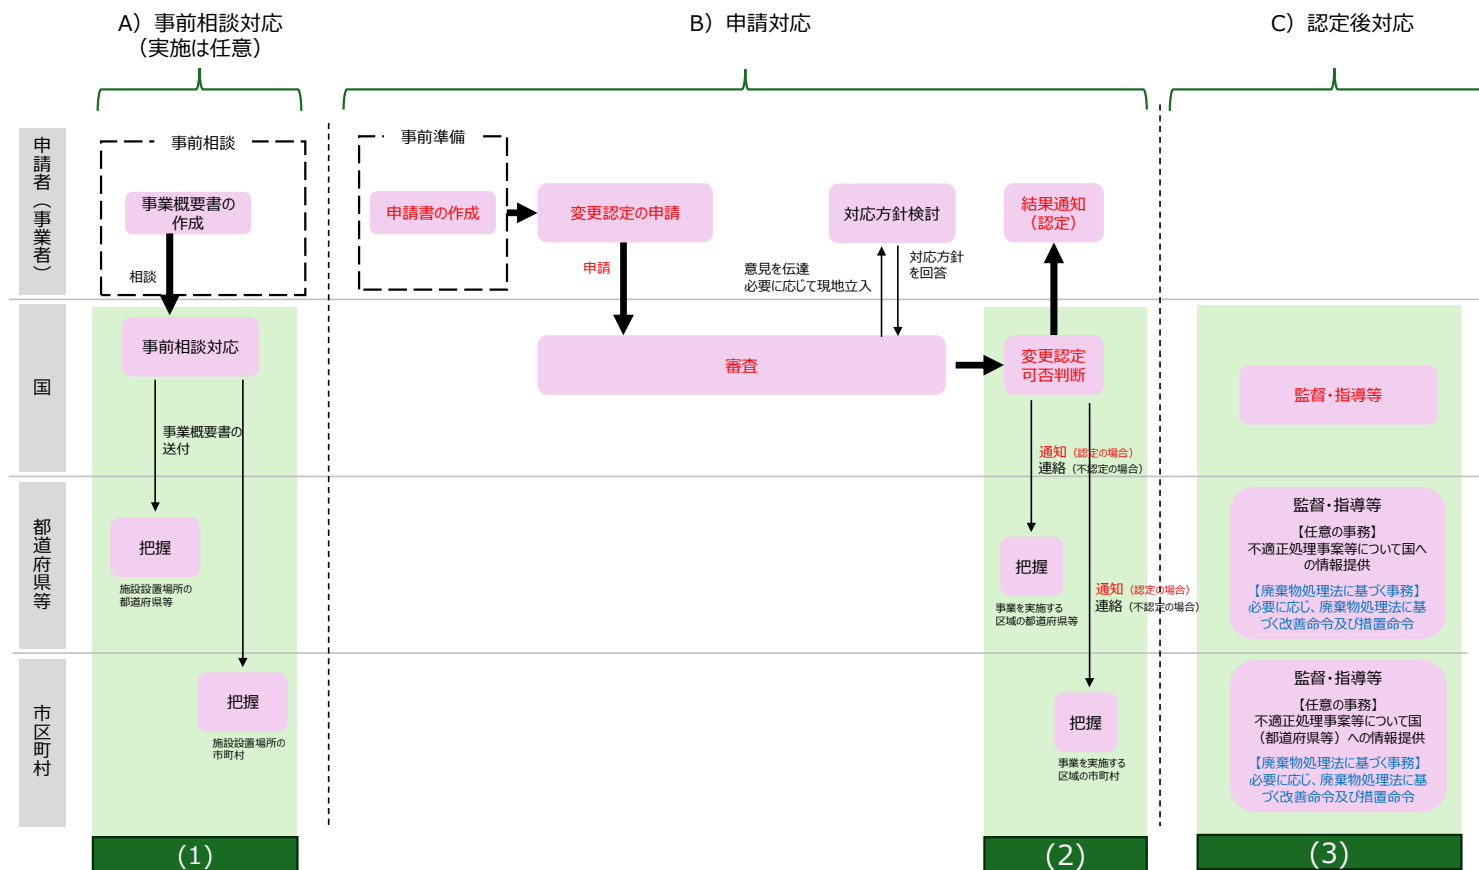 A）事前相談対応
（実施は任意）
B）申請対応
C）認定後対応
申請者（事業者）
事前相談
事業概要書の
作成
相談
事前準備
申請書の作成
変更認定の申請
申請
対応方針検討
意見を伝達
必要に応じて現地立入
対応方針
を回答
結果通知
（認定）
国
事前相談対応
事業概要書の
送付
審査
変更認定
可否判断
通知（認定の場合）
連絡（不認定の場合）
監督・指導等
都道府県等
把握
施設設置場所の
都道府県等
把握
事業を実施する
区域の都道府県等
通知（認定の場合）
連絡（不認定の場合）
監督・指導等
【任意の事務】
不適正処理事案等について国へ
の情報提供
【廃棄物処理法に基づく事務】
必要に応じ、廃棄物処理法に基
づく改善命令及び措置命令
市区町村
把握
施設設置場所の
市町村
把握
事業を実施する
区域の市町村
監督・指導等
【任意の事務】
不適正処理事案等について国
（都道府県等）への情報提供
【廃棄物処理法に基づく事務】
必要に応じ、廃棄物処理法に基
づく改善命令及び措置命令
(1)
(2)
(3)